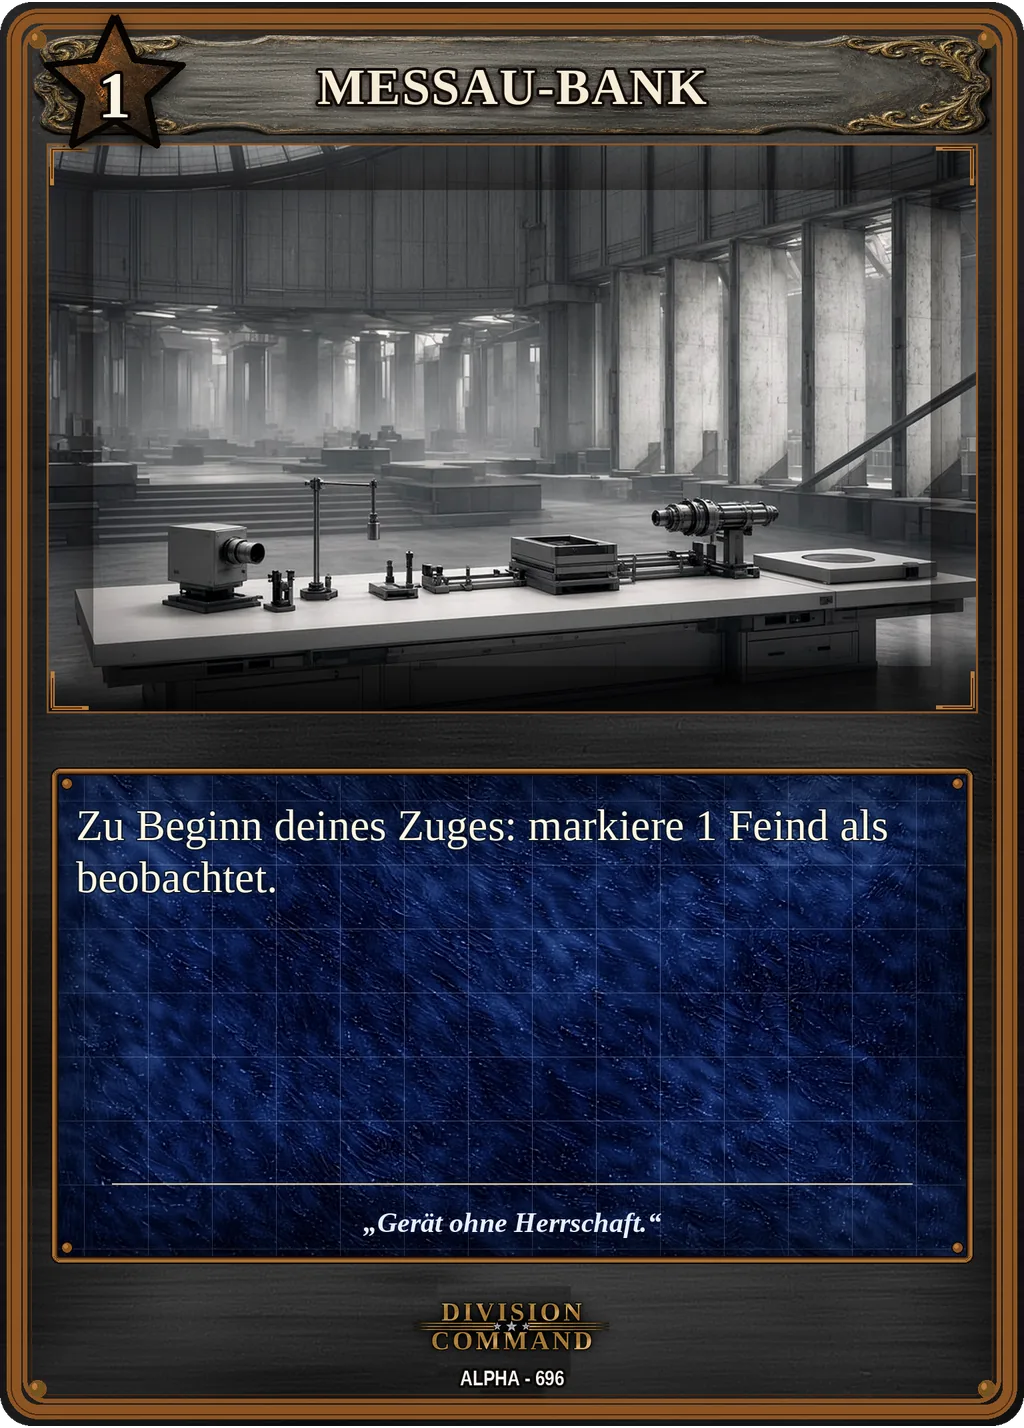 1
MESSAU-BANK
Zu Beginn deines Zuges: markiere 1 Feind als
beobachtet.
„Gerät ohne Herrschaft.“
DIVISION
COMMAND
ALPHA - 696